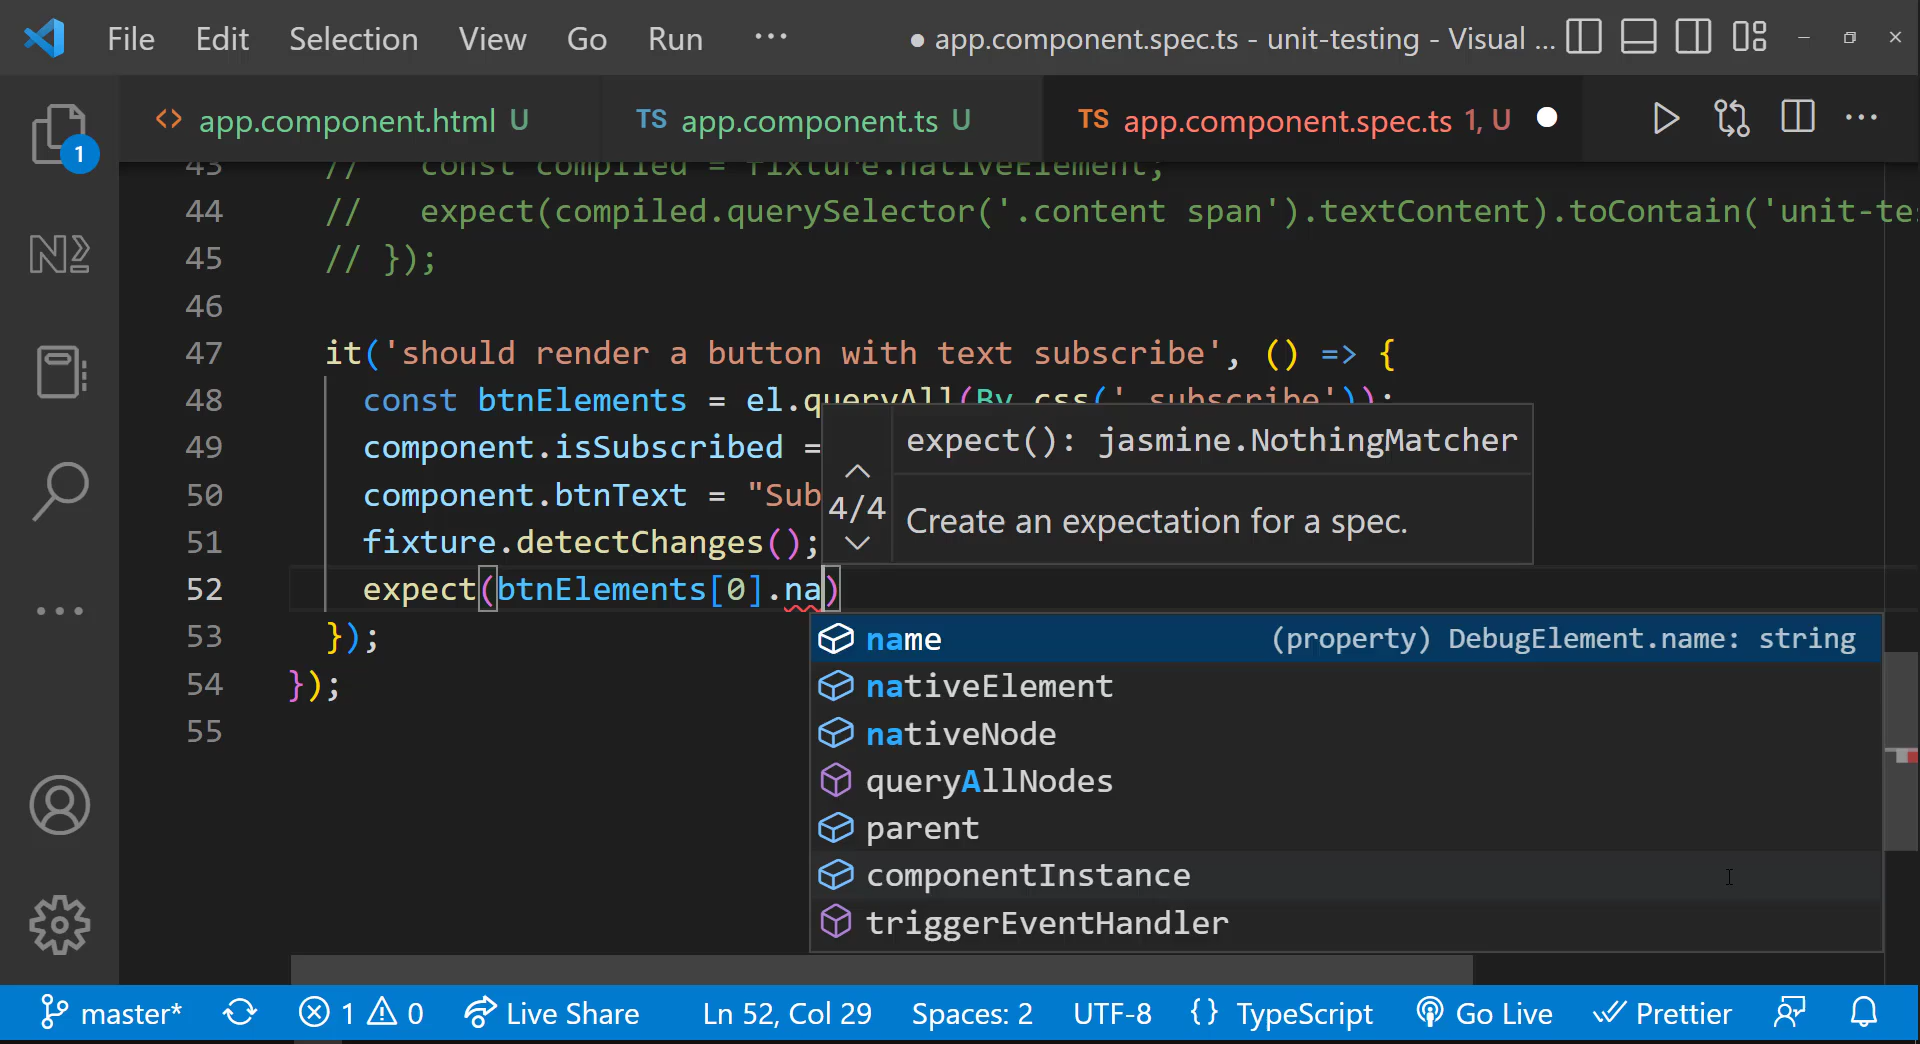 File Edit Selection View Go Run ··· ● app.component.spec.ts - unit-testing - Visual ...
<> app.component.html U TS app.component.ts U TS app.component.spec.ts 1, U ● ···
1
43 //   const compiled = fixture.nativeElement;
44 //   expect(compiled.querySelector('.content span').textContent).toContain('unit-te
45 // });
46
47 it('should render a button with text subscribe', () => {
48 const btnElements = el.queryAll(By.css('.subscribe'));
49 component.isSubscribed =
50 component.btnText = "Sub
51 fixture.detectChanges();
52 expect(btnElements[0].na)
53 });
54 });
55
expect(): jasmine.NothingMatcher
4/4
Create an expectation for a spec.
name (property) DebugElement.name: string
nativeElement
nativeNode
queryAllNodes
parent
componentInstance
triggerEventHandler
master* 1 0 Live Share Ln 52, Col 29 Spaces: 2 UTF-8 {} TypeScript Go Live Prettier